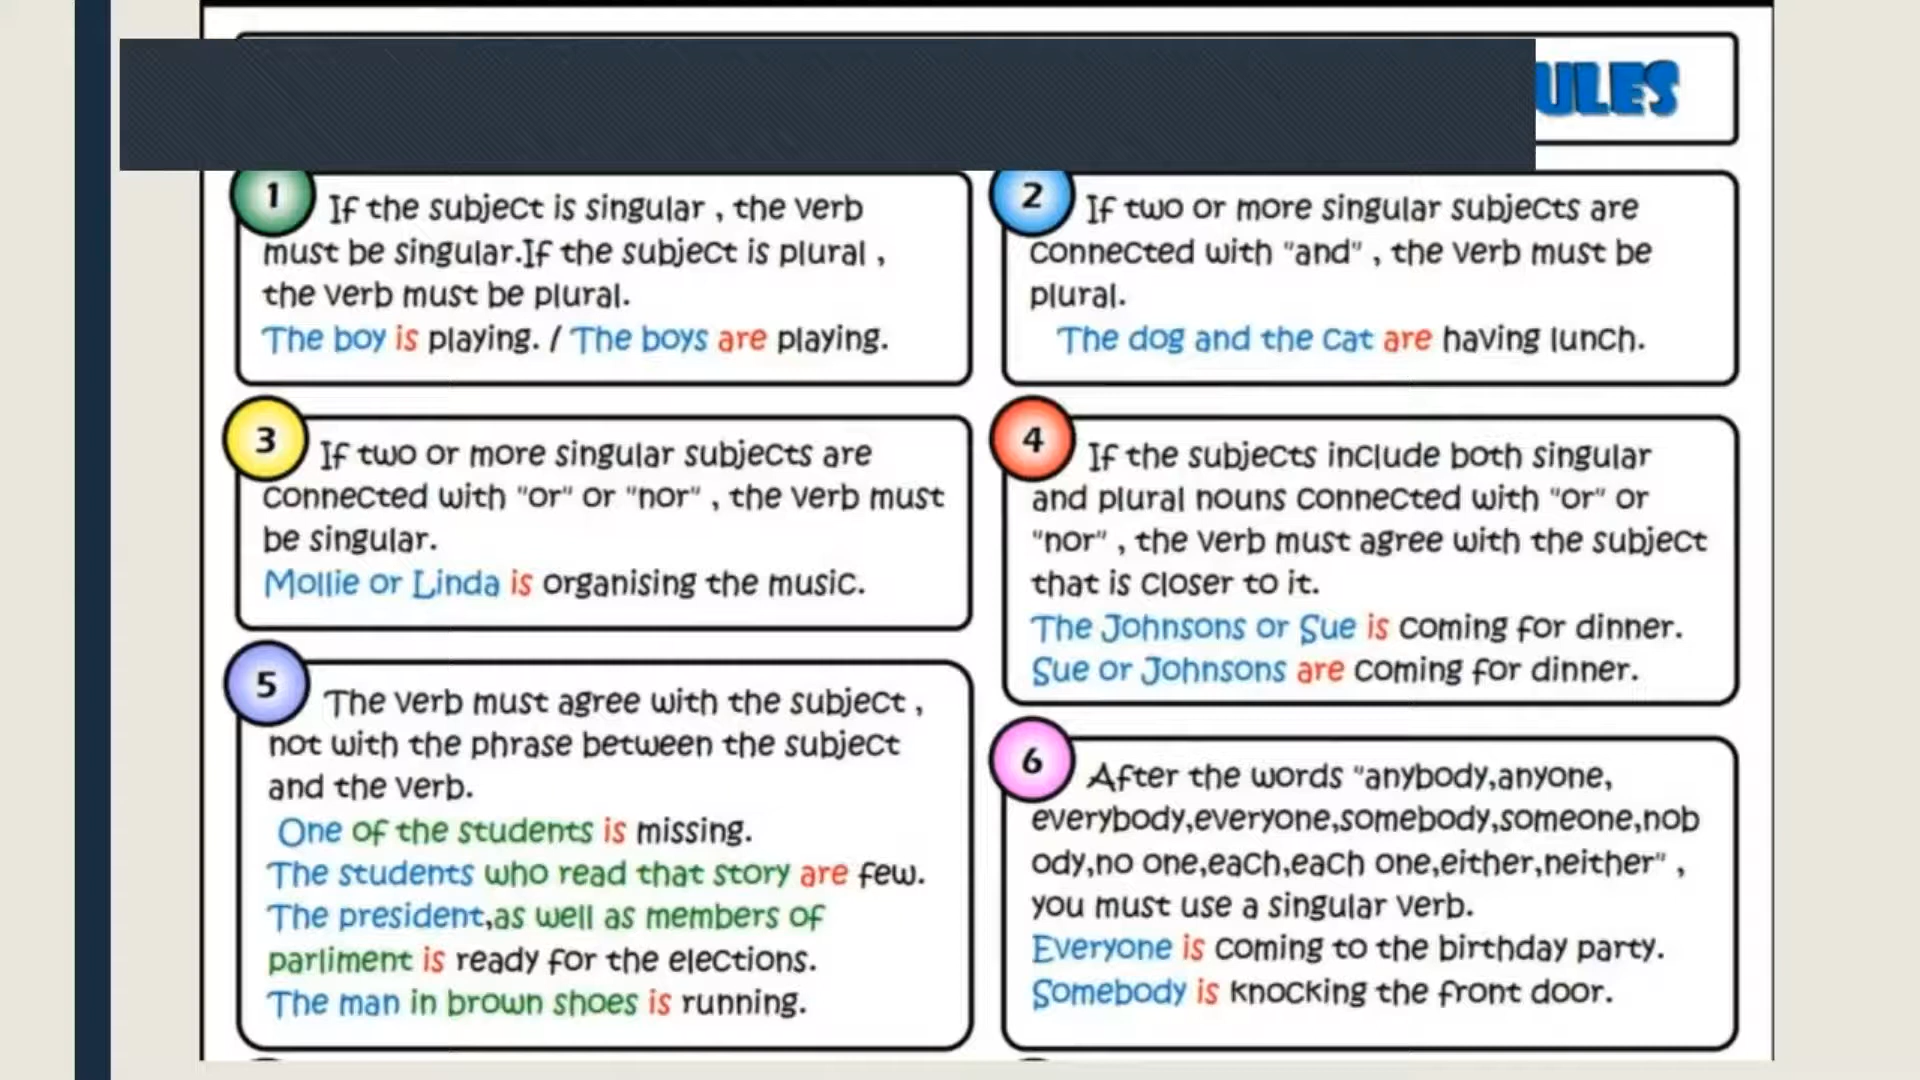 ULES
1 If the subject is singular , the verb
must be singular.If the subject is plural ,
the verb must be plural.
The boy is playing. / The boys are playing.
2 If two or more singular subjects are
connected with "and" , the verb must be
plural.
The dog and the cat are having lunch.
3 If two or more singular subjects are
connected with "or" or "nor" , the verb must
be singular.
Mollie or Linda is organising the music.
4 If the subjects include both singular
and plural nouns connected with "or" or
"nor" , the verb must agree with the subject
that is closer to it.
The Johnsons or Sue is coming for dinner.
Sue or Johnsons are coming for dinner.
5 The verb must agree with the subject ,
not with the phrase between the subject
and the verb.
One of the students is missing.
The students who read that story are few.
The president,as well as members of
parliment is ready for the elections.
The man in brown shoes is running.
6 After the words "anybody,anyone,
everybody,everyone,somebody,someone,nob
ody,no one,each,each one,either,neither" ,
you must use a singular verb.
Everyone is coming to the birthday party.
Somebody is knocking the front door.